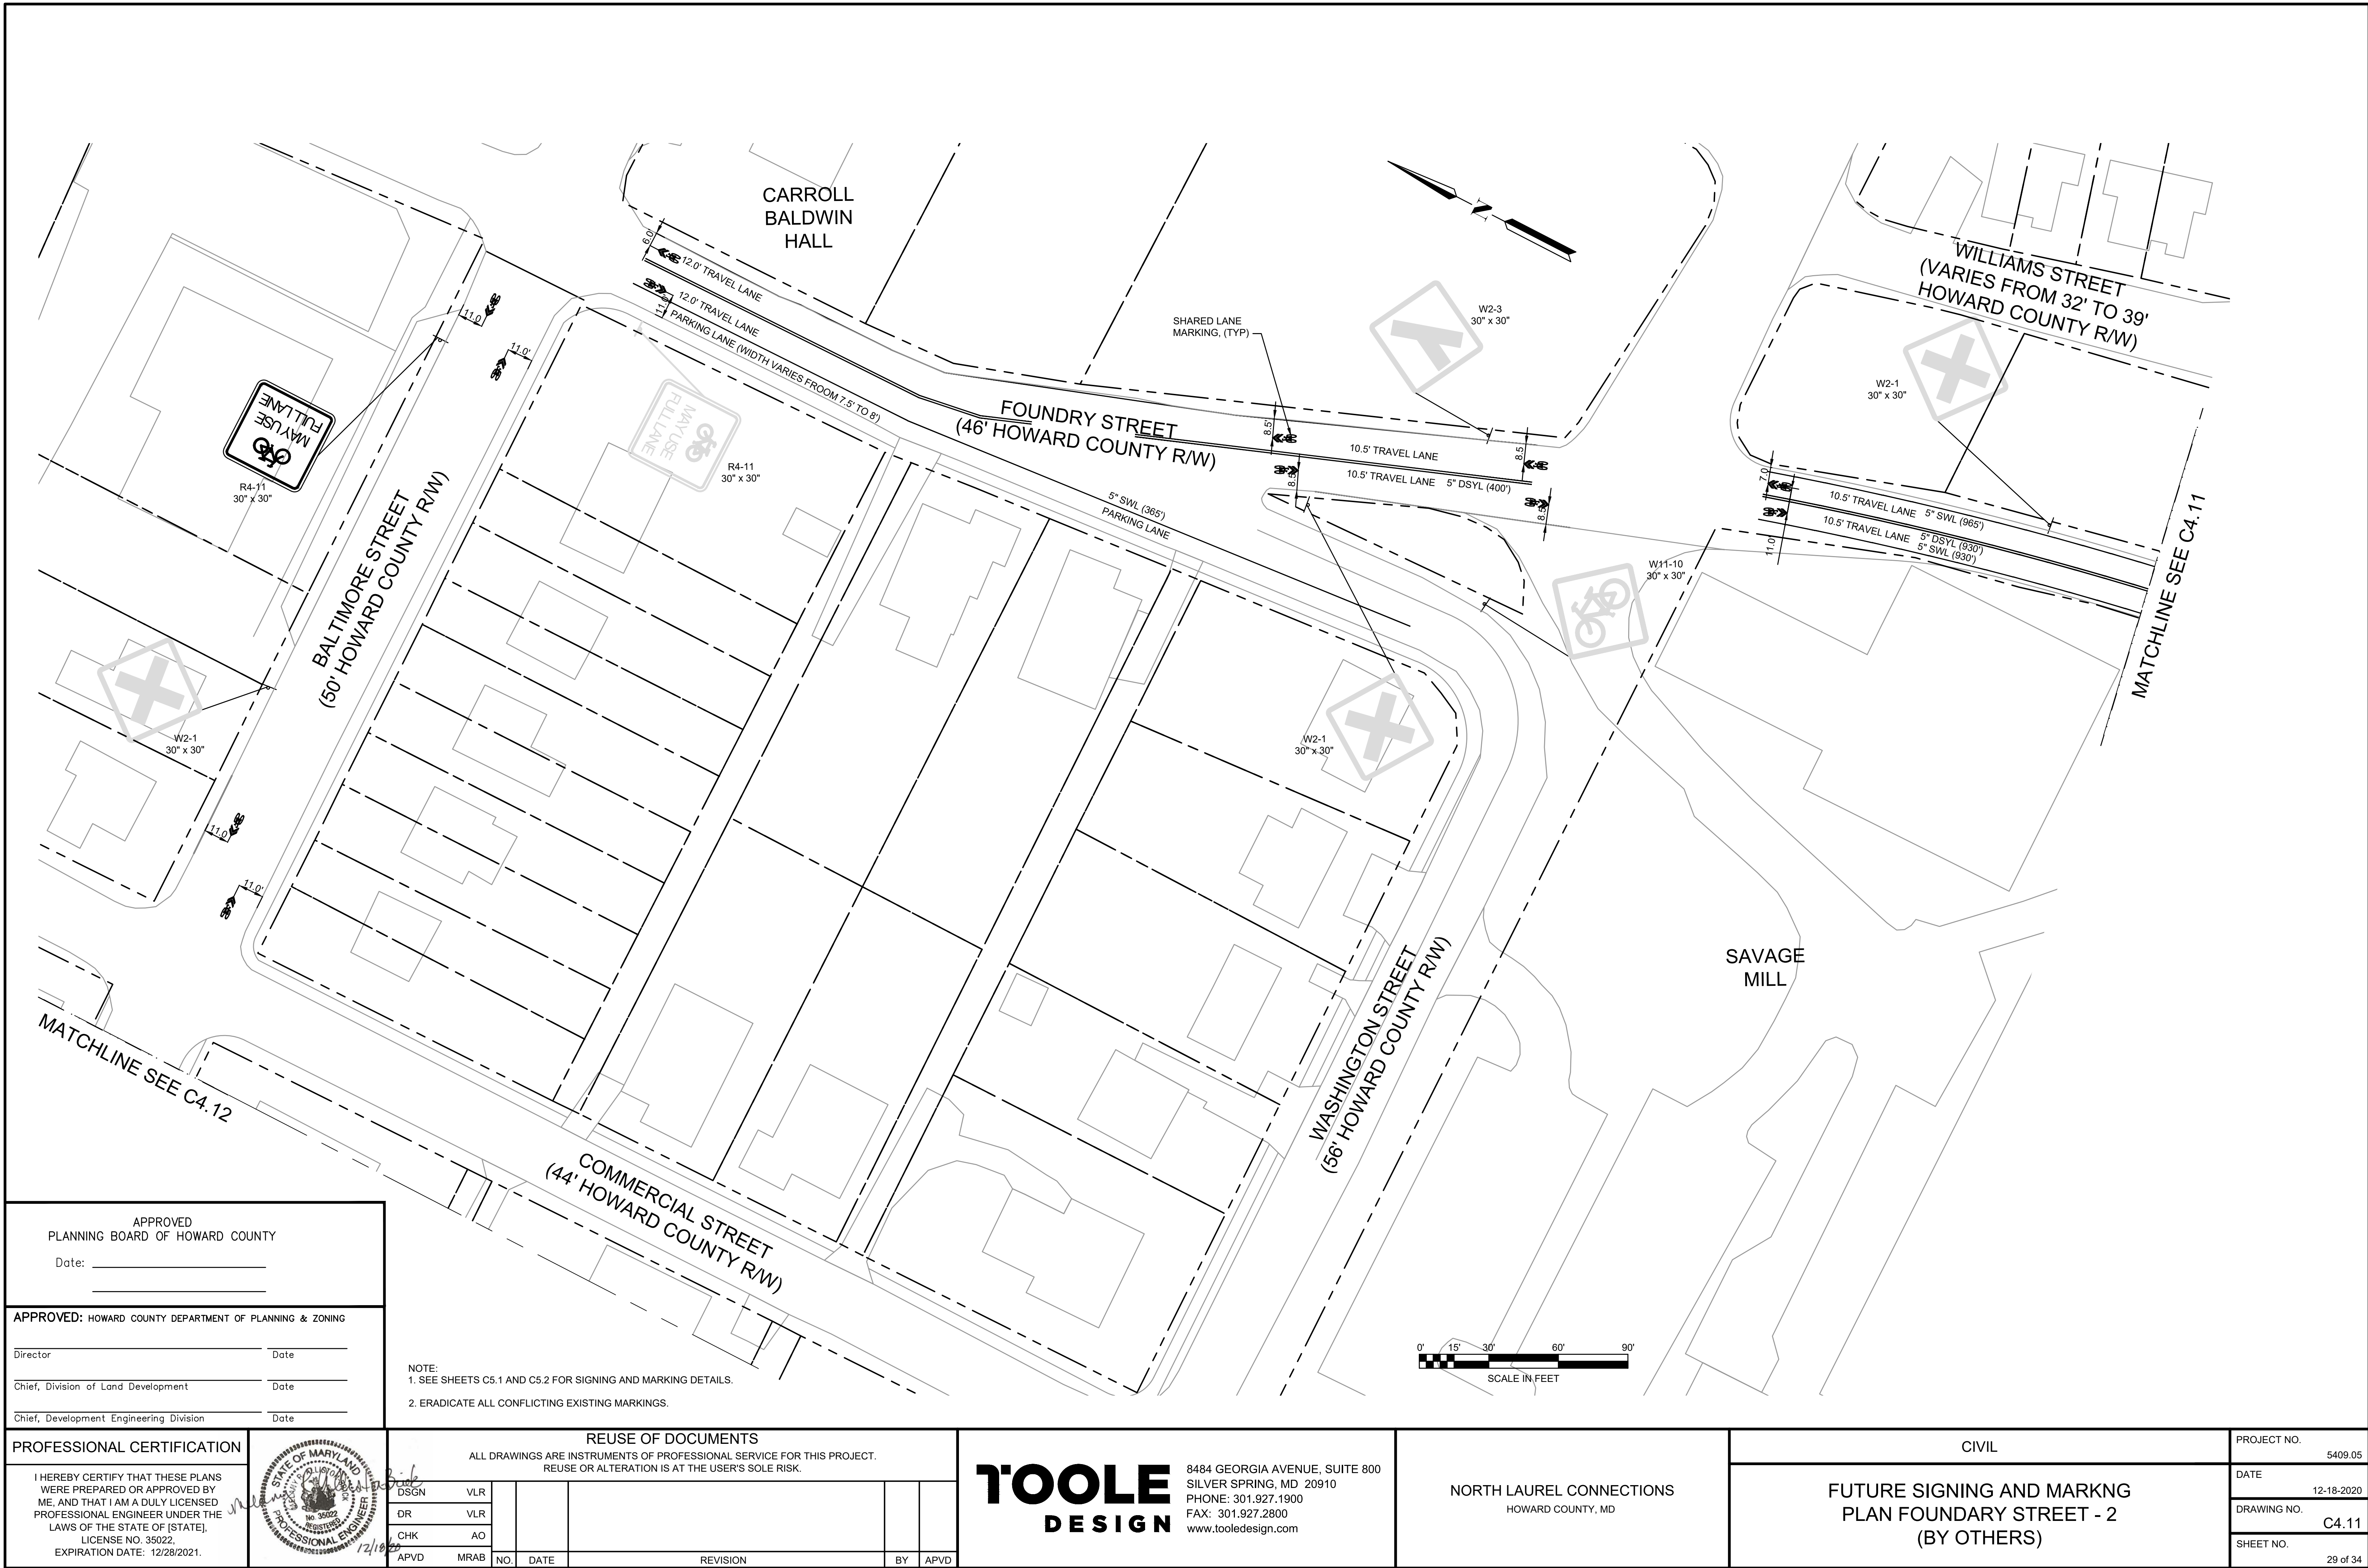 CARROLL
BALDWIN
HALL
6.0'
12.0' TRAVEL LANE
12.0' TRAVEL LANE
11.0'
PARKING LANE (WIDTH VARIES FROOM 7.5' TO 8')
11.0'
11.0'
FULL LANE
MAY USE
R4-11
30" x 30"
FULL LANE
MAY USE
R4-11
30" x 30"
SHARED LANE
MARKING, (TYP)
N
W2-3
30" x 30"
WILLIAMS STREET
(VARIES FROM 32' TO 39'
HOWARD COUNTY R/W)
W2-1
30" x 30"
FOUNDRY STREET
(46' HOWARD COUNTY R/W)
8.5'
8.5'
10.5' TRAVEL LANE
10.5' TRAVEL LANE 5" DSYL (400')
8.5'
8.5'
5" SWL (365')
PARKING LANE
7.0'
10.5' TRAVEL LANE 5" SWL (965')
10.5' TRAVEL LANE 5" DSYL (930')
5" SWL (930')
11.0'
MATCHLINE SEE C4.11
W11-10
30" x 30"
BALTIMORE STREET
(50' HOWARD COUNTY R/W)
W2-1
30" x 30"
W2-1
30" x 30"
11.0'
11.0'
SAVAGE
MILL
WASHINGTON STREET
(56' HOWARD COUNTY R/W)
MATCHLINE SEE C4.12
COMMERCIAL STREET
(44' HOWARD COUNTY R/W)
0' 15' 30' 60' 90'
SCALE IN FEET
APPROVED
PLANNING BOARD OF HOWARD COUNTY
Date:
APPROVED: HOWARD COUNTY DEPARTMENT OF PLANNING & ZONING
Director Date
Chief, Division of Land Development Date
Chief, Development Engineering Division Date
NOTE:
1. SEE SHEETS C5.1 AND C5.2 FOR SIGNING AND MARKING DETAILS.
2. ERADICATE ALL CONFLICTING EXISTING MARKINGS.
PROFESSIONAL CERTIFICATION
I HEREBY CERTIFY THAT THESE PLANS
WERE PREPARED OR APPROVED BY
ME, AND THAT I AM A DULY LICENSED
PROFESSIONAL ENGINEER UNDER THE
LAWS OF THE STATE OF [STATE],
LICENSE NO. 35022,
EXPIRATION DATE: 12/28/2021.
STATE OF MARYLAND
No. 35022
REGISTERED
PROFESSIONAL ENGINEER
REUSE OF DOCUMENTS
ALL DRAWINGS ARE INSTRUMENTS OF PROFESSIONAL SERVICE FOR THIS PROJECT.
REUSE OR ALTERATION IS AT THE USER'S SOLE RISK.
DSGN VLR
DR VLR
CHK AO
APVD MRAB
NO. DATE REVISION BY APVD
TOOLE
DESIGN
8484 GEORGIA AVENUE, SUITE 800
SILVER SPRING, MD 20910
PHONE: 301.927.1900
FAX: 301.927.2800
www.tooledesign.com
NORTH LAUREL CONNECTIONS
HOWARD COUNTY, MD
CIVIL
FUTURE SIGNING AND MARKNG
PLAN FOUNDARY STREET - 2
(BY OTHERS)
PROJECT NO.
5409.05
DATE
12-18-2020
DRAWING NO.
C4.11
SHEET NO.
29 of 34